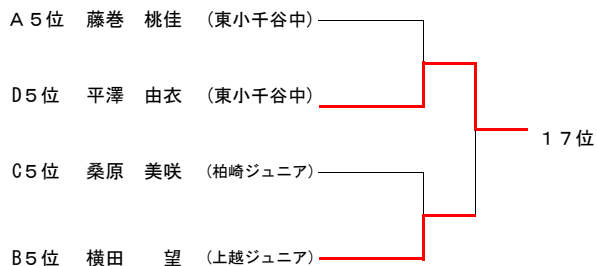 Ａ５位　藤巻　桃佳　（東小千谷中）
D５位　平澤　由衣　（東小千谷中）
１７位
C５位　桑原　美咲　（柏崎ジュニア）
B５位　横田　　望　（上越ジュニア）